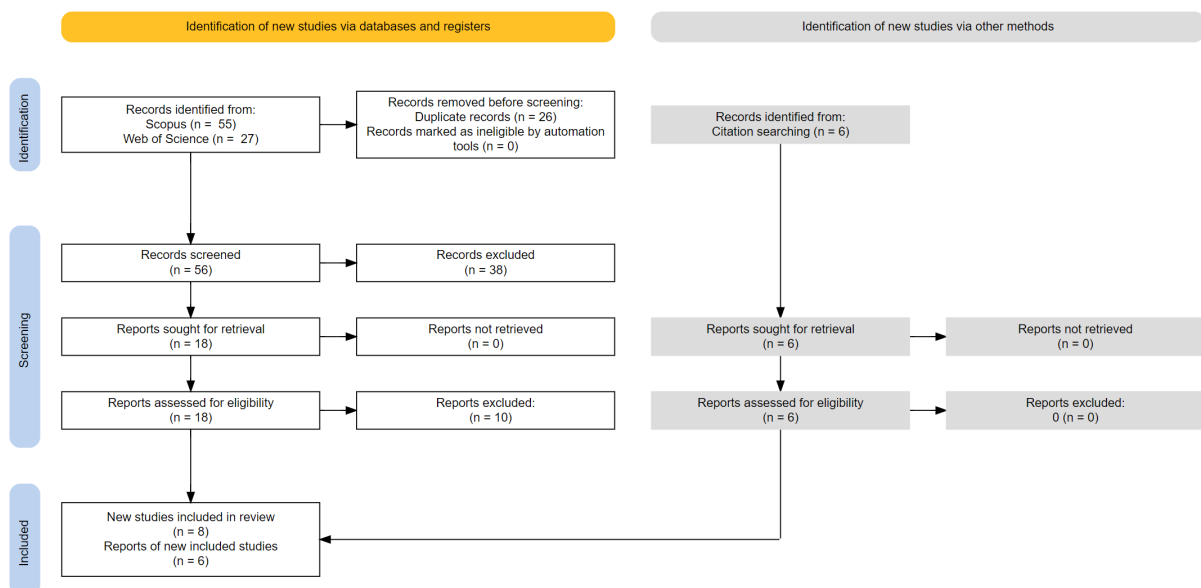 Identification of new studies via databases and registers
Identification of new studies via other methods
Identification
Records identified from:
Scopus (n = 55)
Web of Science (n = 27)
Records removed before screening:
Duplicate records (n = 26)
Records marked as ineligible by automation
tools (n = 0)
Records identified from:
Citation searching (n = 6)
Screening
Records screened
(n = 56)
Records excluded
(n = 38)
Reports sought for retrieval
(n = 18)
Reports not retrieved
(n = 0)
Reports sought for retrieval
(n = 6)
Reports not retrieved
(n = 0)
Reports assessed for eligibility
(n = 18)
Reports excluded:
(n = 10)
Reports assessed for eligibility
(n = 6)
Reports excluded:
0 (n = 0)
Included
New studies included in review
(n = 8)
Reports of new included studies
(n = 6)